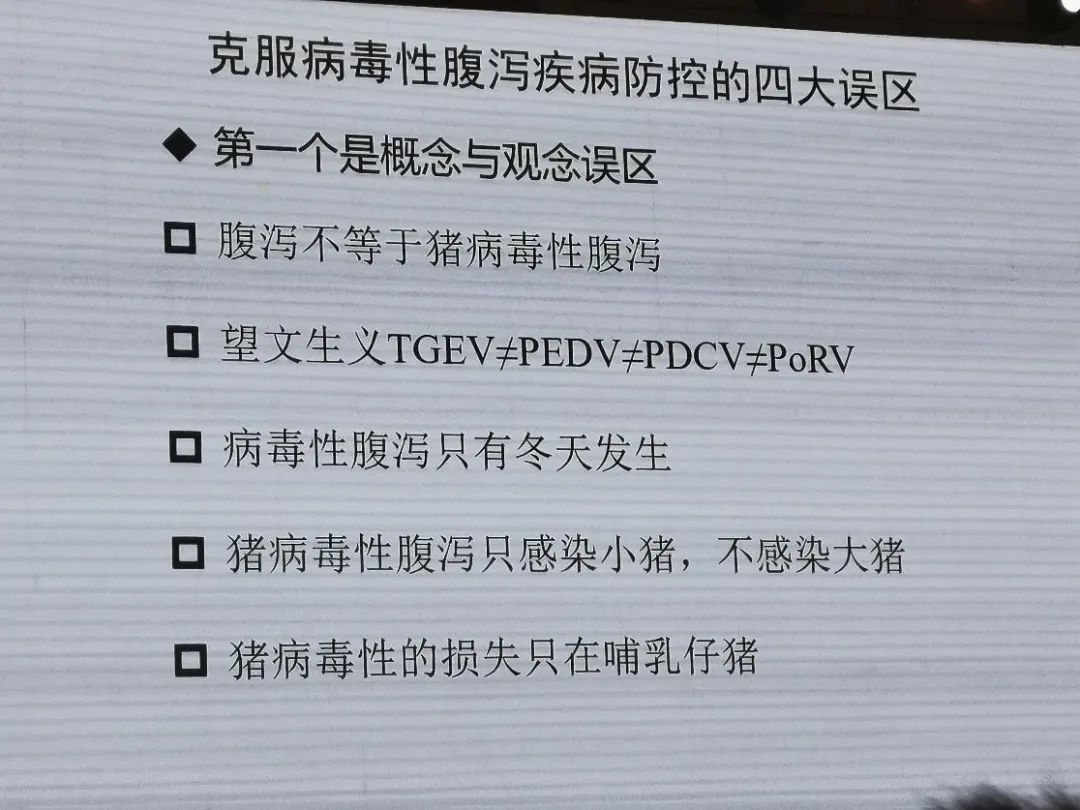 克服病毒性腹泻疾病防控的四大误区
第一个是概念与观念误区
腹泻不等于猪病毒性腹泻
望文生义TGEV≠PEDV≠PDCV≠PoRV
病毒性腹泻只有冬天发生
猪病毒性腹泻只感染小猪，不感染大猪
猪病毒性的损失只在哺乳仔猪